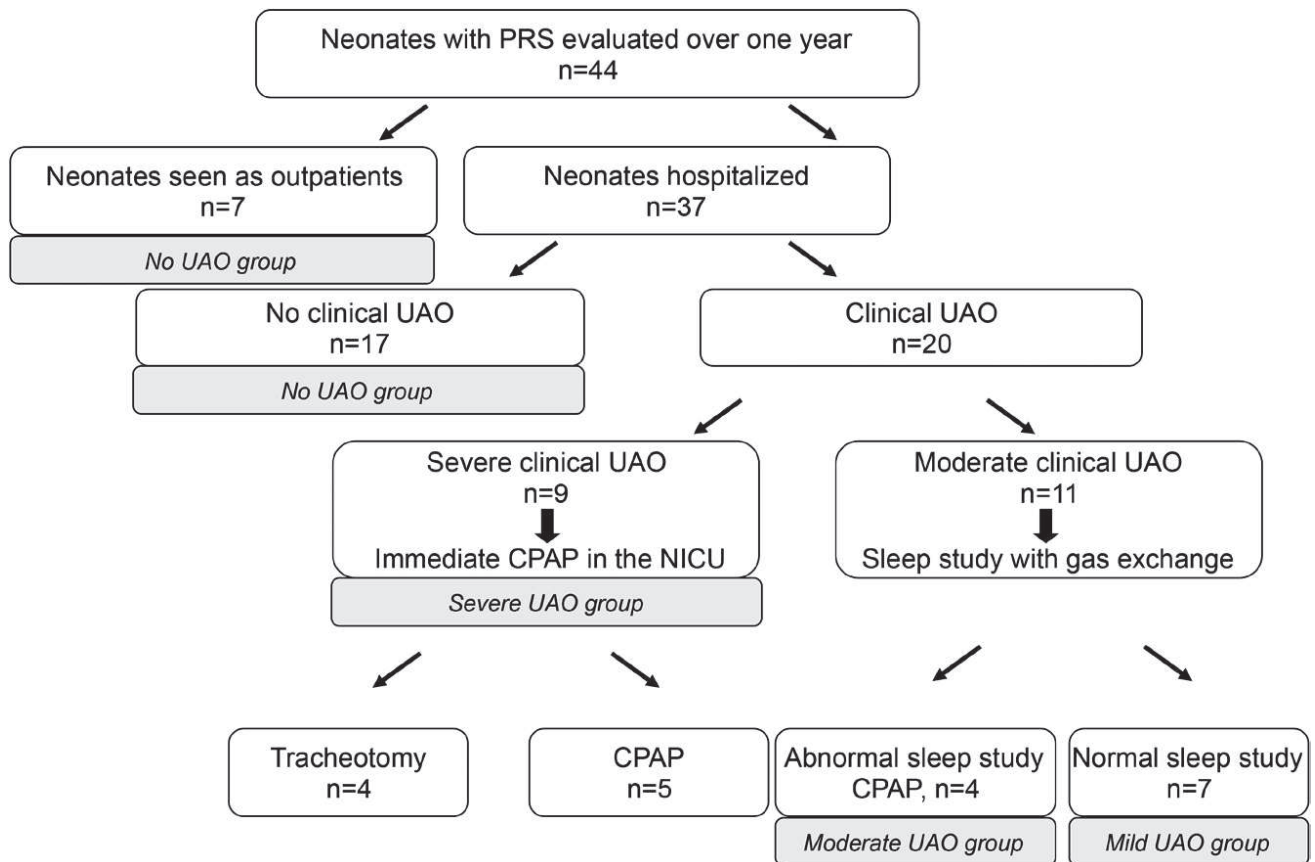 Neonates with PRS evaluated over one year
n=44
Neonates seen as outpatients
n=7
No UAO group
Neonates hospitalized
n=37
No clinical UAO
n=17
No UAO group
Clinical UAO
n=20
Severe clinical UAO
n=9
Immediate CPAP in the NICU
Severe UAO group
Moderate clinical UAO
n=11
Sleep study with gas exchange
Tracheotomy
n=4
CPAP
n=5
Abnormal sleep study
CPAP, n=4
Moderate UAO group
Normal sleep study
n=7
Mild UAO group